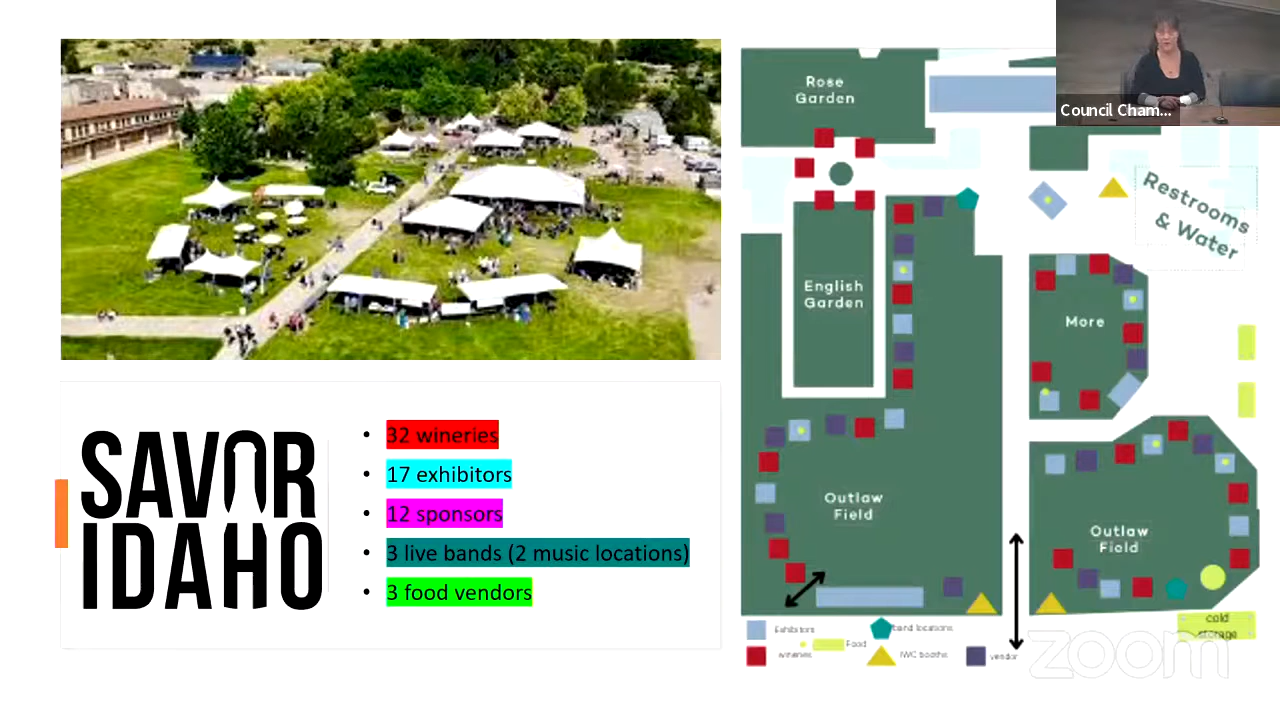 SAVOR
IDAHO
• 32 wineries
• 17 exhibitors
• 12 sponsors
• 3 live bands (2 music locations)
• 3 food vendors
Rose
Garden
English
Garden
Outlaw
Field
Restrooms
& Water
More
Outlaw
Field
cold
storage
Exhibitors
band locations
Food
wineries
IWC booths
vendor
Council Cham...
zoom